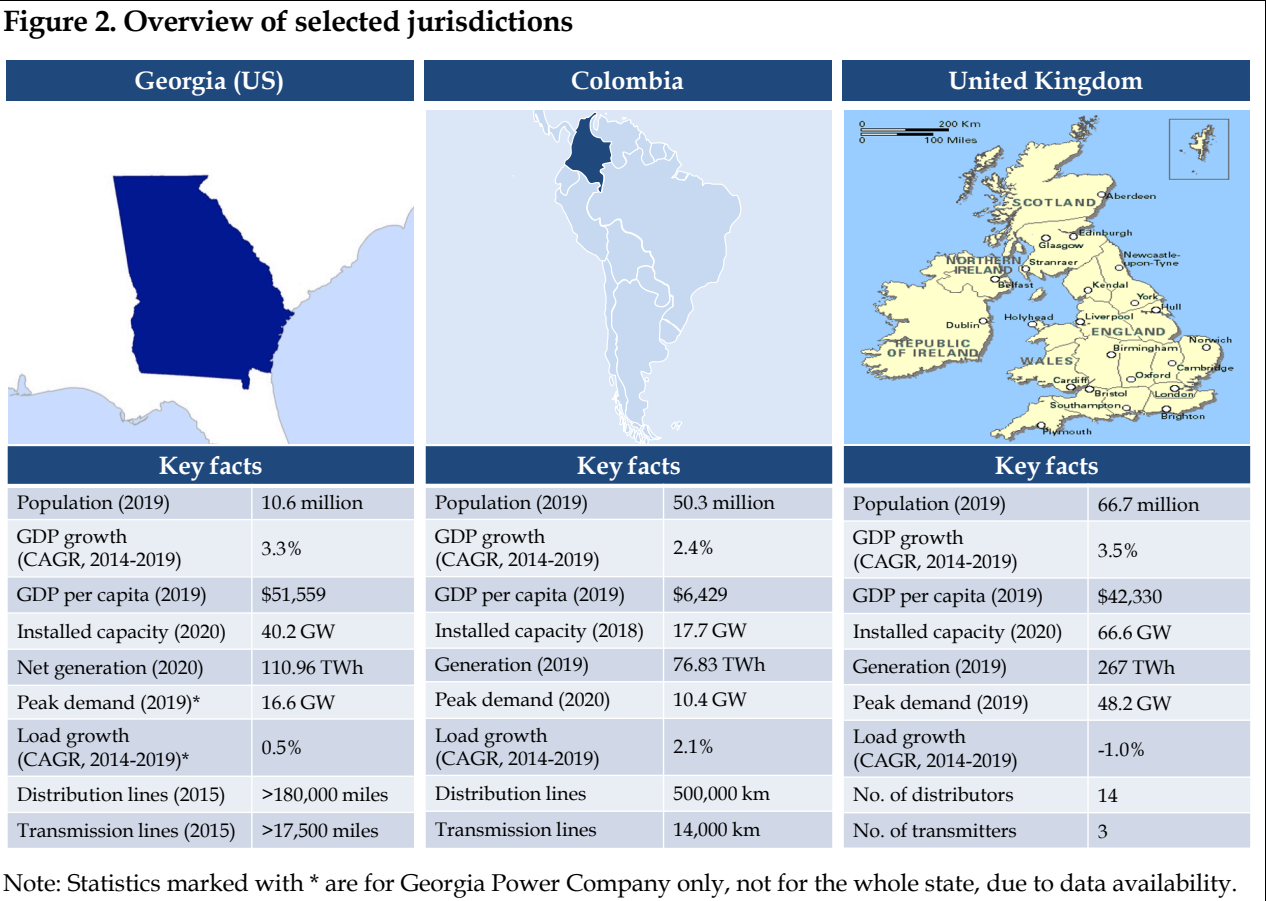 Figure 2. Overview of selected jurisdictions
Georgia (US)
Colombia
United Kingdom
0 200 Km
0 100 Miles
SCOTLAND
Aberdeen
Edinburgh
Glasgow
Newcastle-
upon-Tyne
NORTHERN
IRELAND
Stranraer
Belfast
Kendal
York
Hull
Holyhead
Liverpool
Dublin
ENGLAND
REPUBLIC
OF IRELAND
Birmingham
Norwich
WALES
Cambridge
Oxford
Cardiff
Bristol
London
Southampton
Brighton
Plymouth
Key facts
Population (2019) 10.6 million
GDP growth
(CAGR, 2014-2019) 3.3%
GDP per capita (2019) $51,559
Installed capacity (2020) 40.2 GW
Net generation (2020) 110.96 TWh
Peak demand (2019)* 16.6 GW
Load growth
(CAGR, 2014-2019)* 0.5%
Distribution lines (2015) >180,000 miles
Transmission lines (2015) >17,500 miles
Key facts
Population (2019) 50.3 million
GDP growth
(CAGR, 2014-2019) 2.4%
GDP per capita (2019) $6,429
Installed capacity (2018) 17.7 GW
Generation (2019) 76.83 TWh
Peak demand (2020) 10.4 GW
Load growth
(CAGR, 2014-2019) 2.1%
Distribution lines 500,000 km
Transmission lines 14,000 km
Key facts
Population (2019) 66.7 million
GDP growth
(CAGR, 2014-2019) 3.5%
GDP per capita (2019) $42,330
Installed capacity (2020) 66.6 GW
Generation (2019) 267 TWh
Peak demand (2019) 48.2 GW
Load growth
(CAGR, 2014-2019) -1.0%
No. of distributors 14
No. of transmitters 3
Note: Statistics marked with * are for Georgia Power Company only, not for the whole state, due to data availability.